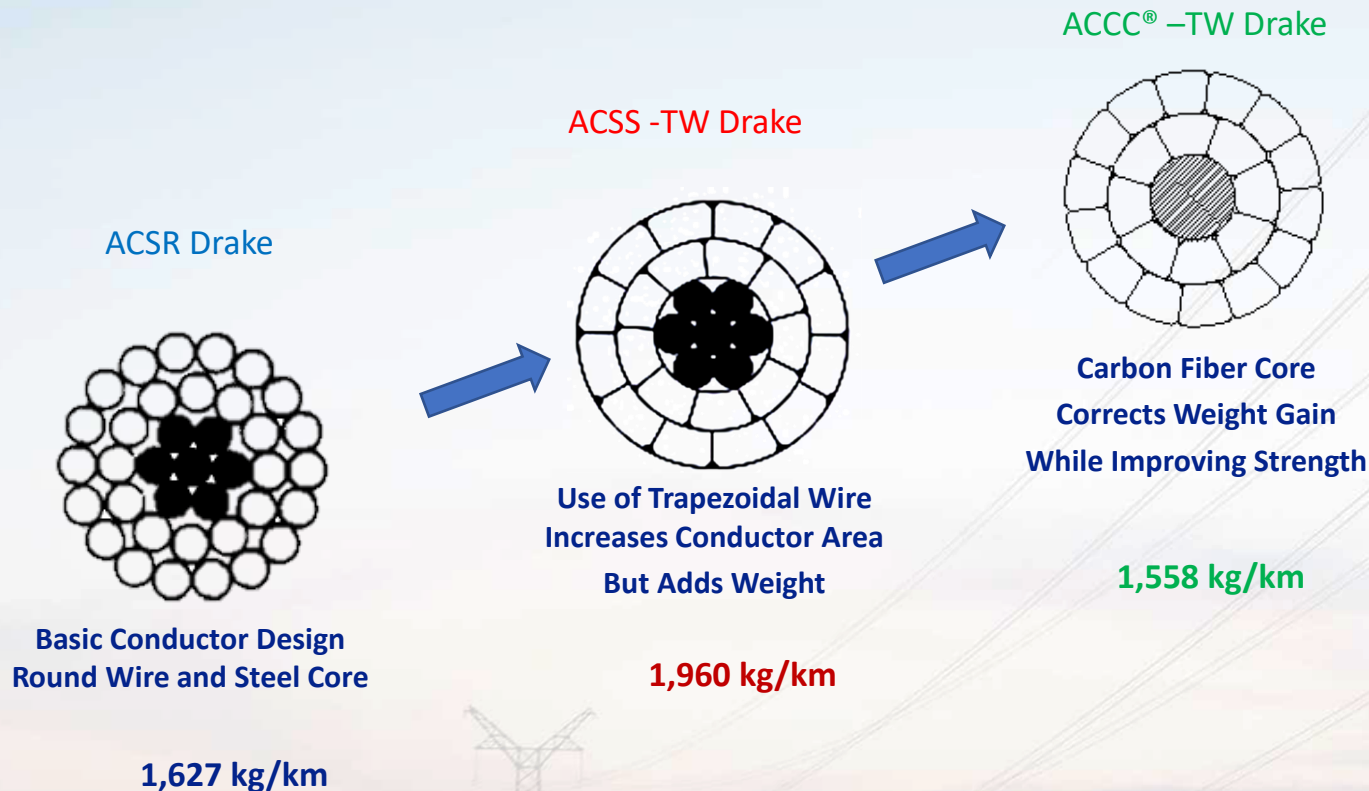 ACSR Drake
Basic Conductor Design
Round Wire and Steel Core
1,627 kg/km
ACSS -TW Drake
Use of Trapezoidal Wire
Increases Conductor Area
But Adds Weight
1,960 kg/km
ACCC® –TW Drake
Carbon Fiber Core
Corrects Weight Gain
While Improving Strength
1,558 kg/km